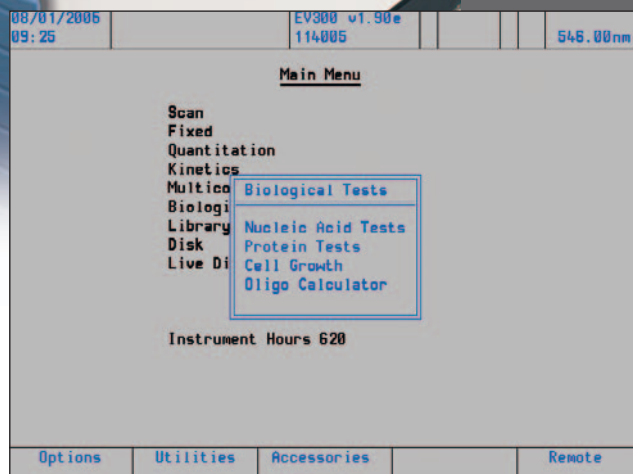 08/01/2006
09:25
EV300 v1.90e
114005
546.00nm
Main Menu
Scan
Fixed
Quantitation
Kinetics
Multico
Biologi
Library
Disk
Live Di
Biological Tests
Nucleic Acid Tests
Protein Tests
Cell Growth
Oligo Calculator
Instrument Hours 620
Options
Utilities
Accessories
Remote